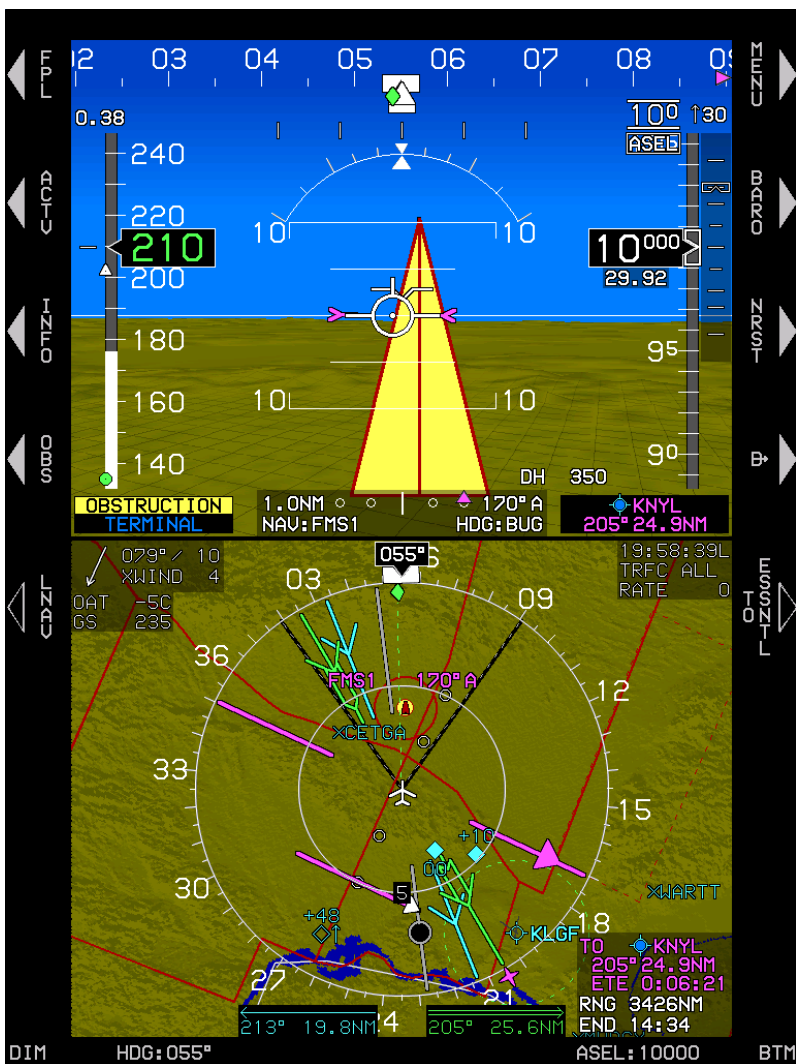 02 03 04 05 06 07 08 09
FPL
MENU
0.38
10⁰ ↑30
ASEL
240
220
210
200
180
160
140
10 10
10 10
10000
29.92
95
90
ACTV
BARO
INFO
NRST
OBS
D→
DH 350
OBSTRUCTION
TERMINAL
1.0NM 170°A
NAV:FMS1 HDG:BUG
KNYL
205° 24.9NM
079°/ 10
XWIND 4
OAT -5C
GS 235
055°
19:58:39L
TRFC ALL
RATE 0
LNAV
ESSNTL
TO
03 6 09
36 12
33 15
30 18
27 24 21
FMS1 170°A
CETGA
+10
00
5
+48
WARTT
KLGF
TO KNYL
205° 24.9NM
ETE 0:06:21
RNG 3426NM
END 14:34
213° 19.8NM
205° 25.6NM
DIM HDG:055° ASEL:10000 BTM